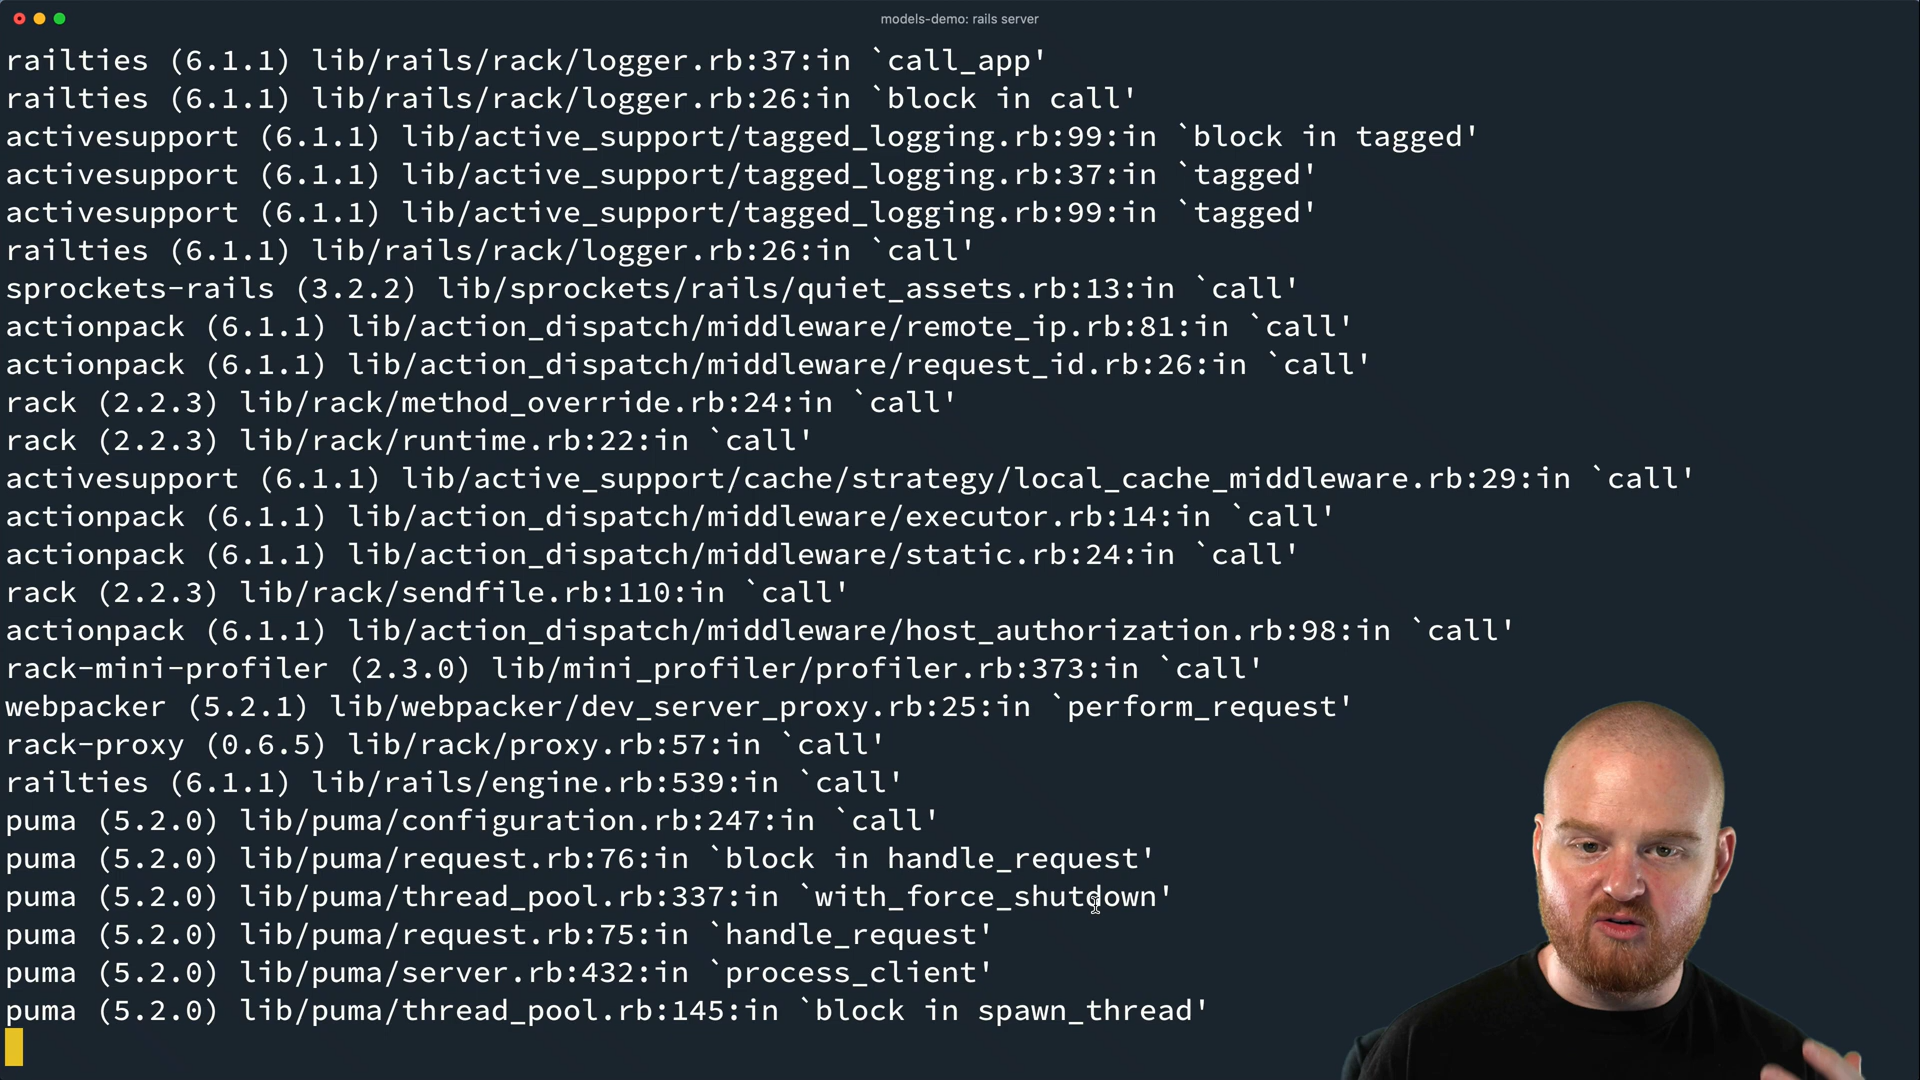 models-demo: rails server
railties (6.1.1) lib/rails/rack/logger.rb:37:in `call_app'
railties (6.1.1) lib/rails/rack/logger.rb:26:in `block in call'
activesupport (6.1.1) lib/active_support/tagged_logging.rb:99:in `block in tagged'
activesupport (6.1.1) lib/active_support/tagged_logging.rb:37:in `tagged'
activesupport (6.1.1) lib/active_support/tagged_logging.rb:99:in `tagged'
railties (6.1.1) lib/rails/rack/logger.rb:26:in `call'
sprockets-rails (3.2.2) lib/sprockets/rails/quiet_assets.rb:13:in `call'
actionpack (6.1.1) lib/action_dispatch/middleware/remote_ip.rb:81:in `call'
actionpack (6.1.1) lib/action_dispatch/middleware/request_id.rb:26:in `call'
rack (2.2.3) lib/rack/method_override.rb:24:in `call'
rack (2.2.3) lib/rack/runtime.rb:22:in `call'
activesupport (6.1.1) lib/active_support/cache/strategy/local_cache_middleware.rb:29:in `call'
actionpack (6.1.1) lib/action_dispatch/middleware/executor.rb:14:in `call'
actionpack (6.1.1) lib/action_dispatch/middleware/static.rb:24:in `call'
rack (2.2.3) lib/rack/sendfile.rb:110:in `call'
actionpack (6.1.1) lib/action_dispatch/middleware/host_authorization.rb:98:in `call'
rack-mini-profiler (2.3.0) lib/mini_profiler/profiler.rb:373:in `call'
webpacker (5.2.1) lib/webpacker/dev_server_proxy.rb:25:in `perform_request'
rack-proxy (0.6.5) lib/rack/proxy.rb:57:in `call'
railties (6.1.1) lib/rails/engine.rb:539:in `call'
puma (5.2.0) lib/puma/configuration.rb:247:in `call'
puma (5.2.0) lib/puma/request.rb:76:in `block in handle_request'
puma (5.2.0) lib/puma/thread_pool.rb:337:in `with_force_shutdown'
puma (5.2.0) lib/puma/request.rb:75:in `handle_request'
puma (5.2.0) lib/puma/server.rb:432:in `process_client'
puma (5.2.0) lib/puma/thread_pool.rb:145:in `block in spawn_thread'